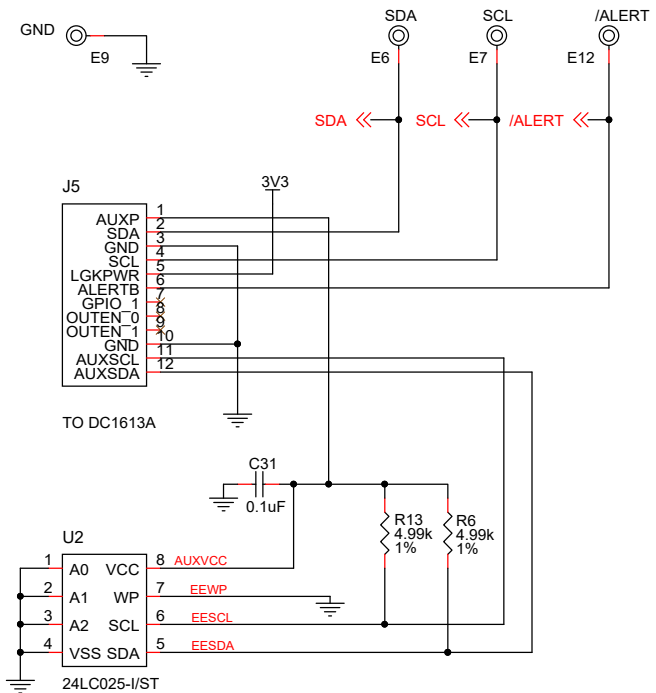 GND
E9
SDA
SCL
/ALERT
E6
E7
E12
SDA
SCL
/ALERT
J5
3V3
AUXP 1
SDA 2
GND 3
SCL 4
LGKPWR 5
ALERTB 6
GPIO_1 7
OUTEN_0 8
OUTEN_1 9
GND 10
AUXSCL 11
AUXSDA 12
TO DC1613A
C31
0.1uF
R13
4.99k
1%
R6
4.99k
1%
U2
1 A0 VCC 8 AUXVCC
2 A1 WP 7 EEWP
3 A2 SCL 6 EESCL
4 VSS SDA 5 EESDA
24LC025-I/ST